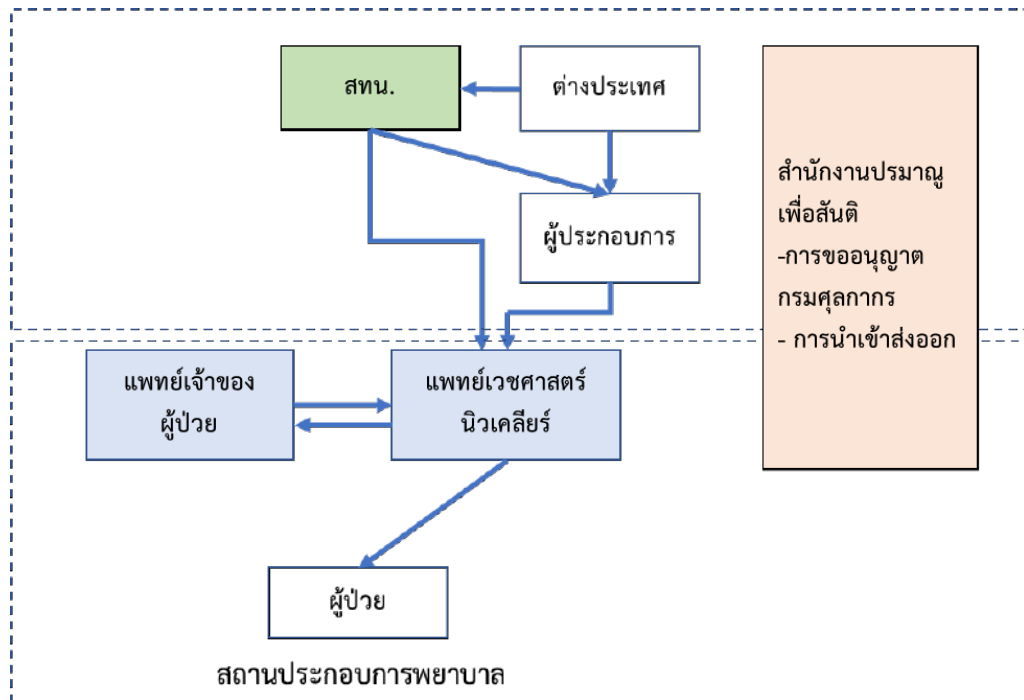 สทน.
ต่างประเทศ
ผู้ประกอบการ
สำนักงานปรมาณู
เพื่อสันติ
-การขออนุญาต
กรมศุลกากร
- การนำเข้าส่งออก
แพทย์เจ้าของ
ผู้ป่วย
แพทย์เวชศาสตร์
นิวเคลียร์
ผู้ป่วย
สถานประกอบการพยาบาล